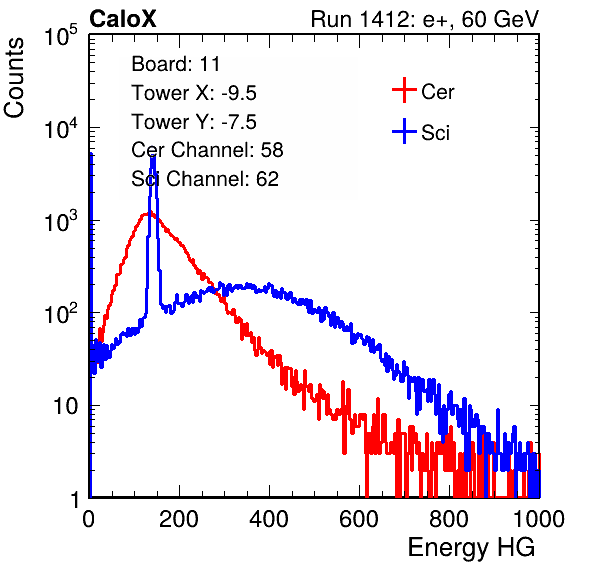 CaloX Run 1412: e+, 60 GeV
Counts
Board: 11
Tower X: -9.5
Tower Y: -7.5
Cer Channel: 58
Sci Channel: 62
Cer
Sci
10^5
10^4
10^3
10^2
10
1
0 200 400 600 800 1000
Energy HG